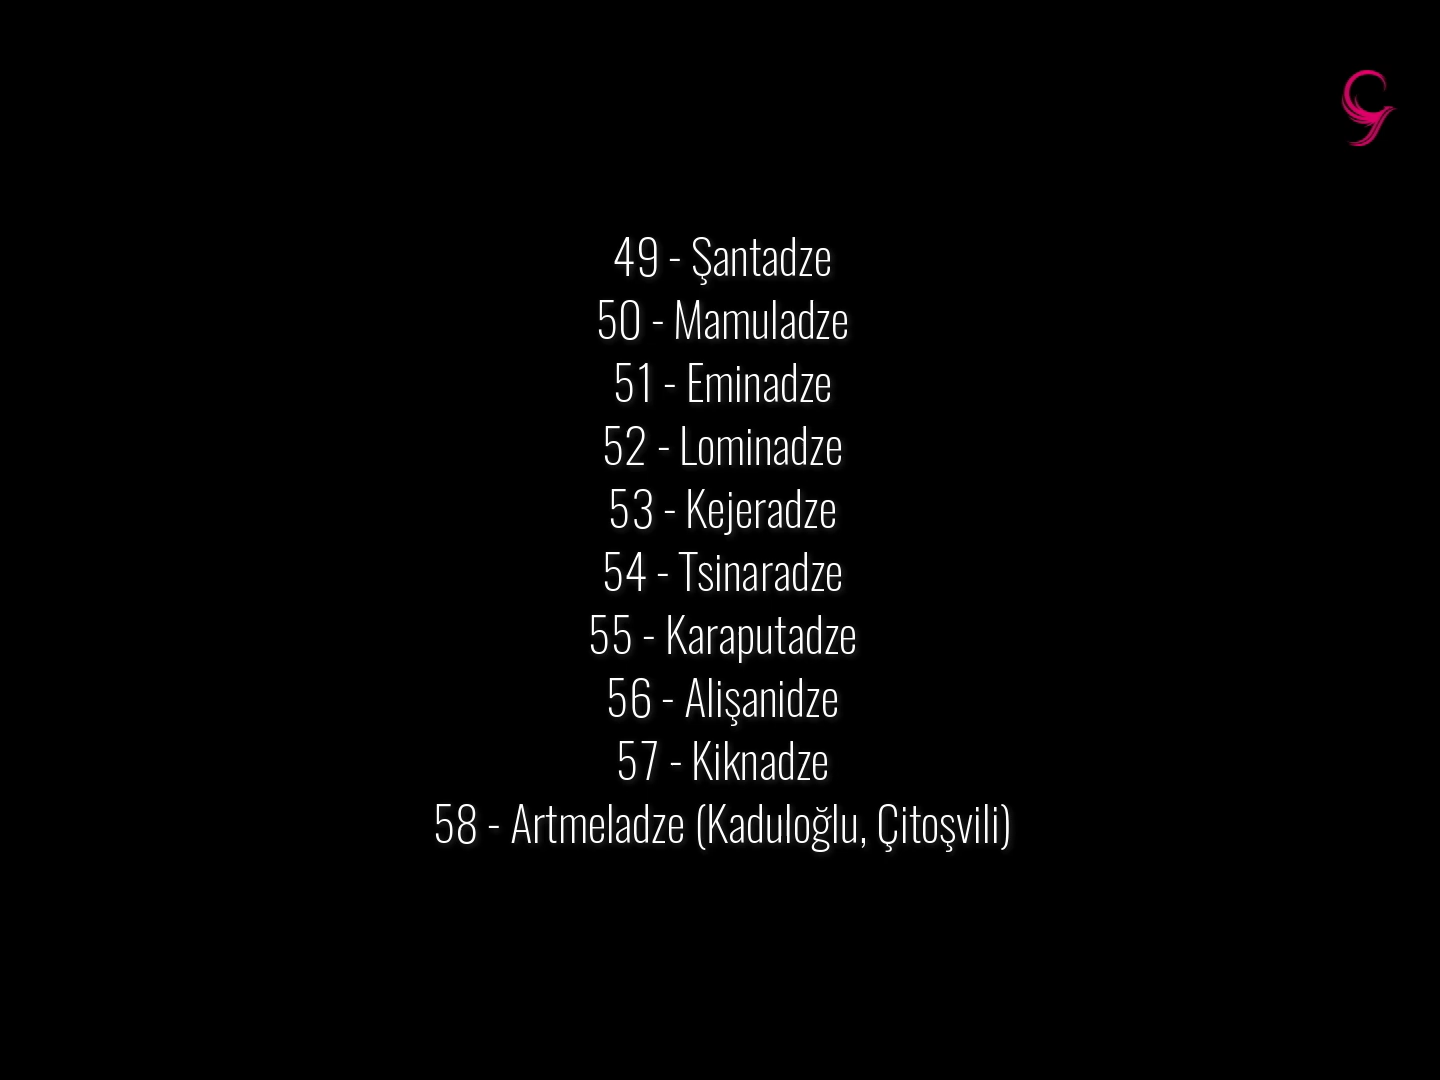 49 - Şantadze
50 - Mamuladze
51 - Eminadze
52 - Lominadze
53 - Kejeradze
54 - Tsinaradze
55 - Karaputadze
56 - Alişanidze
57 - Kiknadze
58 - Artmeladze (Kaduloğlu, Çitoşvili)